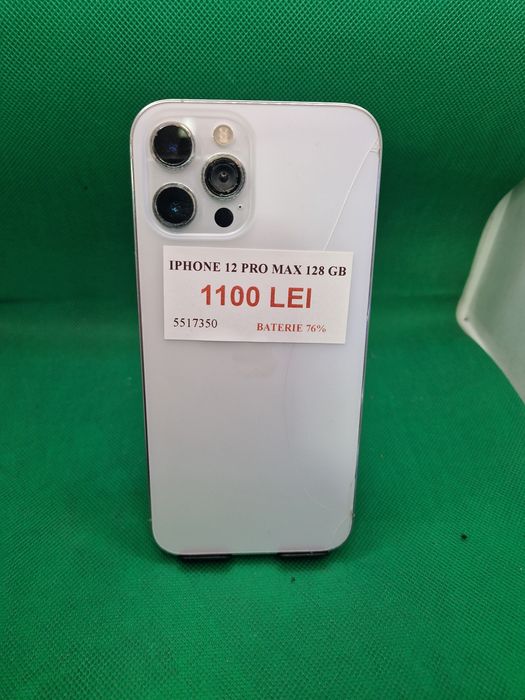 IPHONE 12 PRO MAX 128 GB
1100 LEI
5517350 BATERIE 76%